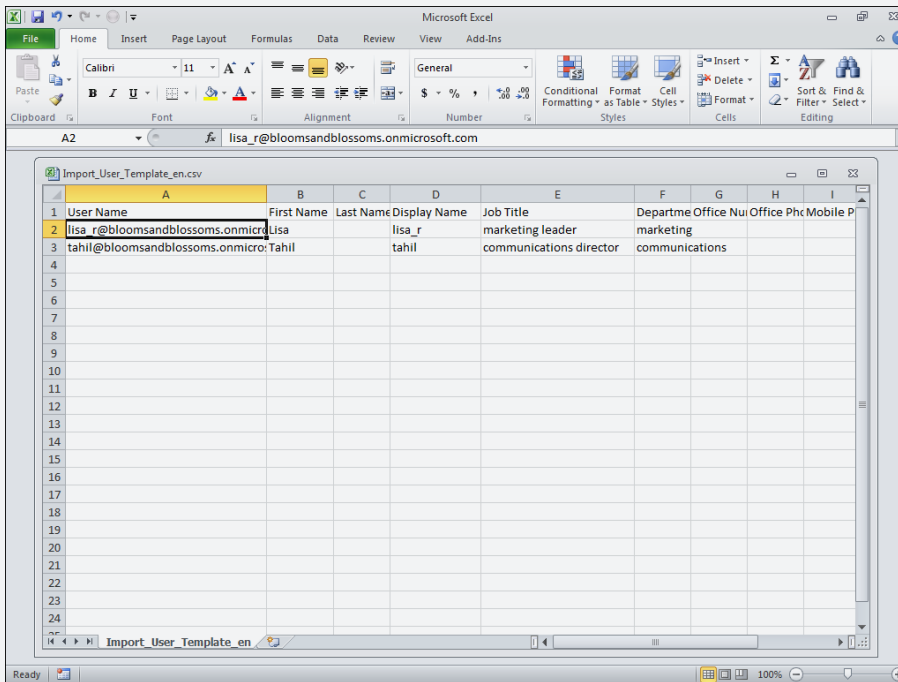 Microsoft Excel
File Home Insert Page Layout Formulas Data Review View Add-Ins
Paste
Clipboard
Calibri 11 A A
B I U A
Font
Alignment
General
$ % , .00 .00
Number
Conditional Formatting Format as Table Cell Styles
Styles
Insert
Delete
Format
Cells
Σ
Sort & Filter Find & Select
Editing
A2 fx lisa_r@bloomsandblossoms.onmicrosoft.com
Import_User_Template_en.csv
A B C D E F G H I
1 User Name First Name Last Name Display Name Job Title Departme Office Nu Office Pho Mobile P
2 lisa_r@bloomsandblossoms.onmicro Lisa lisa_r marketing leader marketing
3 tahil@bloomsandblossoms.onmicros Tahil tahil communications director communications
4
5
6
7
8
9
10
11
12
13
14
15
16
17
18
19
20
21
22
23
24
Import_User_Template_en
Ready 100%